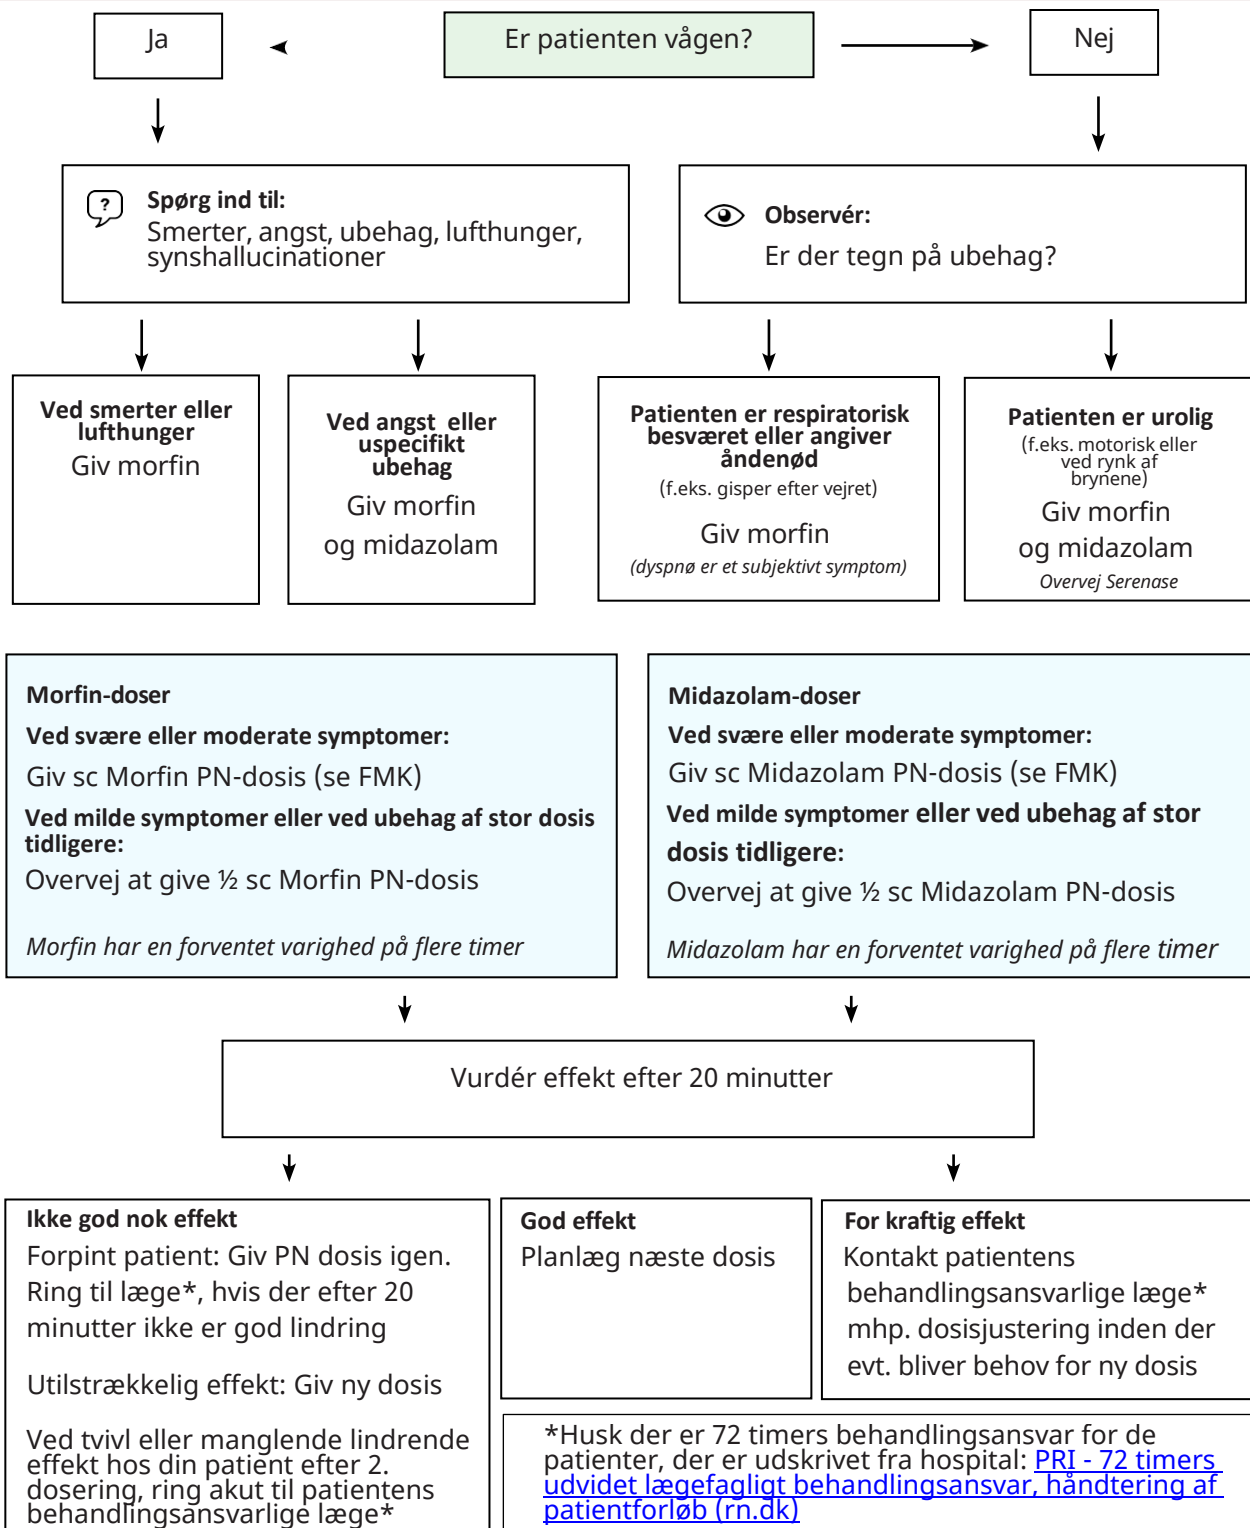 Ja
Er patienten vågen?
Nej
?
Spørg ind til:
Smerter, angst, ubehag, lufthunger,
synshallucinationer
Observér:
Er der tegn på ubehag?
Ved smerter eller
lufthunger
Giv morfin
Ved angst eller
uspecifikt
ubehag
Giv morfin
og midazolam
Patienten er respiratorisk
besværet eller angiver
åndenød
(f.eks. gisper efter vejret)
Giv morfin
(dyspnø er et subjektivt symptom)
Patienten er urolig
(f.eks. motorisk eller
ved rynk af
brynene)
Giv morfin
og midazolam
Overvej Serenase
Morfin-doser
Ved svære eller moderate symptomer:
Giv sc Morfin PN-dosis (se FMK)
Ved milde symptomer eller ved ubehag af stor dosis
tidligere:
Overvej at give ½ sc Morfin PN-dosis
Morfin har en forventet varighed på flere timer
Midazolam-doser
Ved svære eller moderate symptomer:
Giv sc Midazolam PN-dosis (se FMK)
Ved milde symptomer eller ved ubehag af stor
dosis tidligere:
Overvej at give ½ sc Midazolam PN-dosis
Midazolam har en forventet varighed på flere timer
Vurdér effekt efter 20 minutter
Ikke god nok effekt
Forpint patient: Giv PN dosis igen.
Ring til læge*, hvis der efter 20
minutter ikke er god lindring
Utilstrækkelig effekt: Giv ny dosis
Ved tvivl eller manglende lindrende
effekt hos din patient efter 2.
dosering, ring akut til patientens
behandlingsansvarlige læge*
God effekt
Planlæg næste dosis
For kraftig effekt
Kontakt patientens
behandlingsansvarlige læge*
mhp. dosisjustering inden der
evt. bliver behov for ny dosis
*Husk der er 72 timers behandlingsansvar for de
patienter, der er udskrivet fra hospital: PRI - 72 timers
udvidet lægefagligt behandlingsansvar, håndtering af
patientforløb (rn.dk)